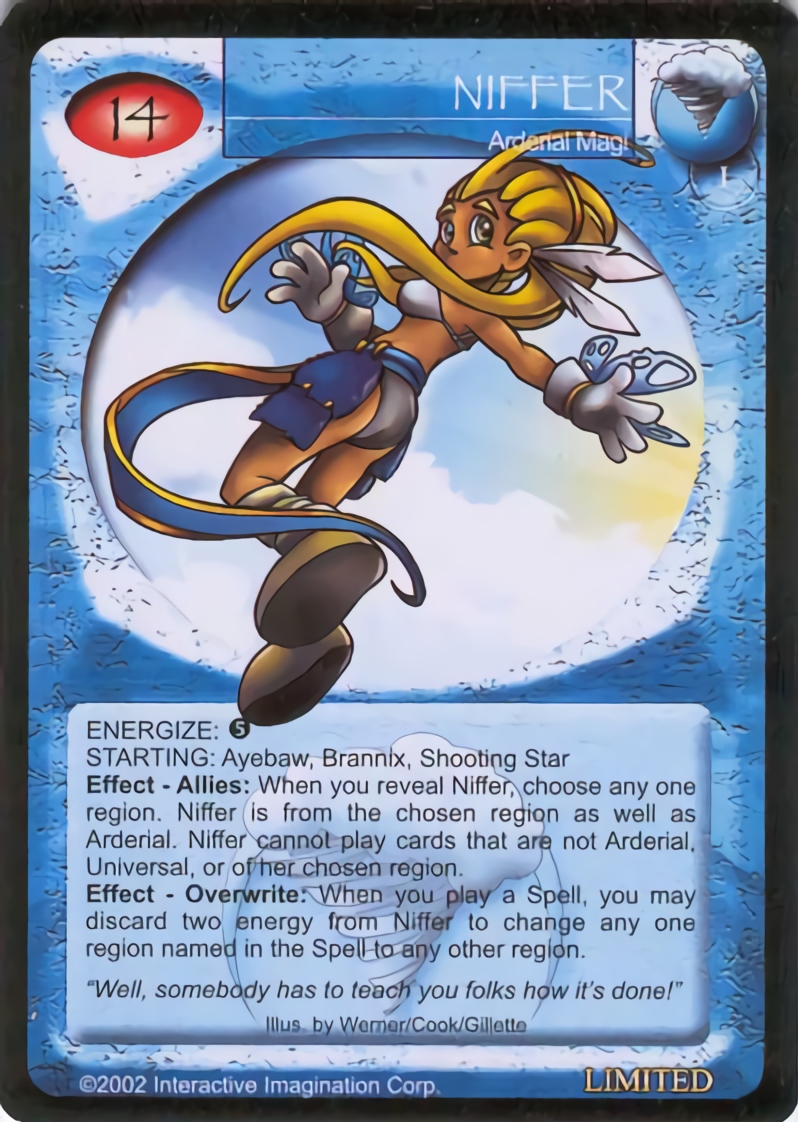 NIFFER
14
Arderial Magi
I
ENERGIZE: 5
STARTING: Ayebaw, Brannix, Shooting Star
Effect - Allies: When you reveal Niffer, choose any one
region. Niffer is from the chosen region as well as
Arderial. Niffer cannot play cards that are not Arderial,
Universal, or of her chosen region.
Effect - Overwrite: When you play a Spell, you may
discard two energy from Niffer to change any one
region named in the Spell to any other region.
"Well, somebody has to teach you folks how it's done!"
Illus. by Werner/Cook/Gillette
©2002 Interactive Imagination Corp.
LIMITED